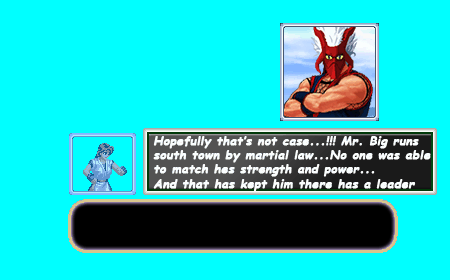 Hopefully that's not case...!!! Mr. Big runs
south town by martial law...No one was able
to match hes strength and power...
And that has kept him there has a leader